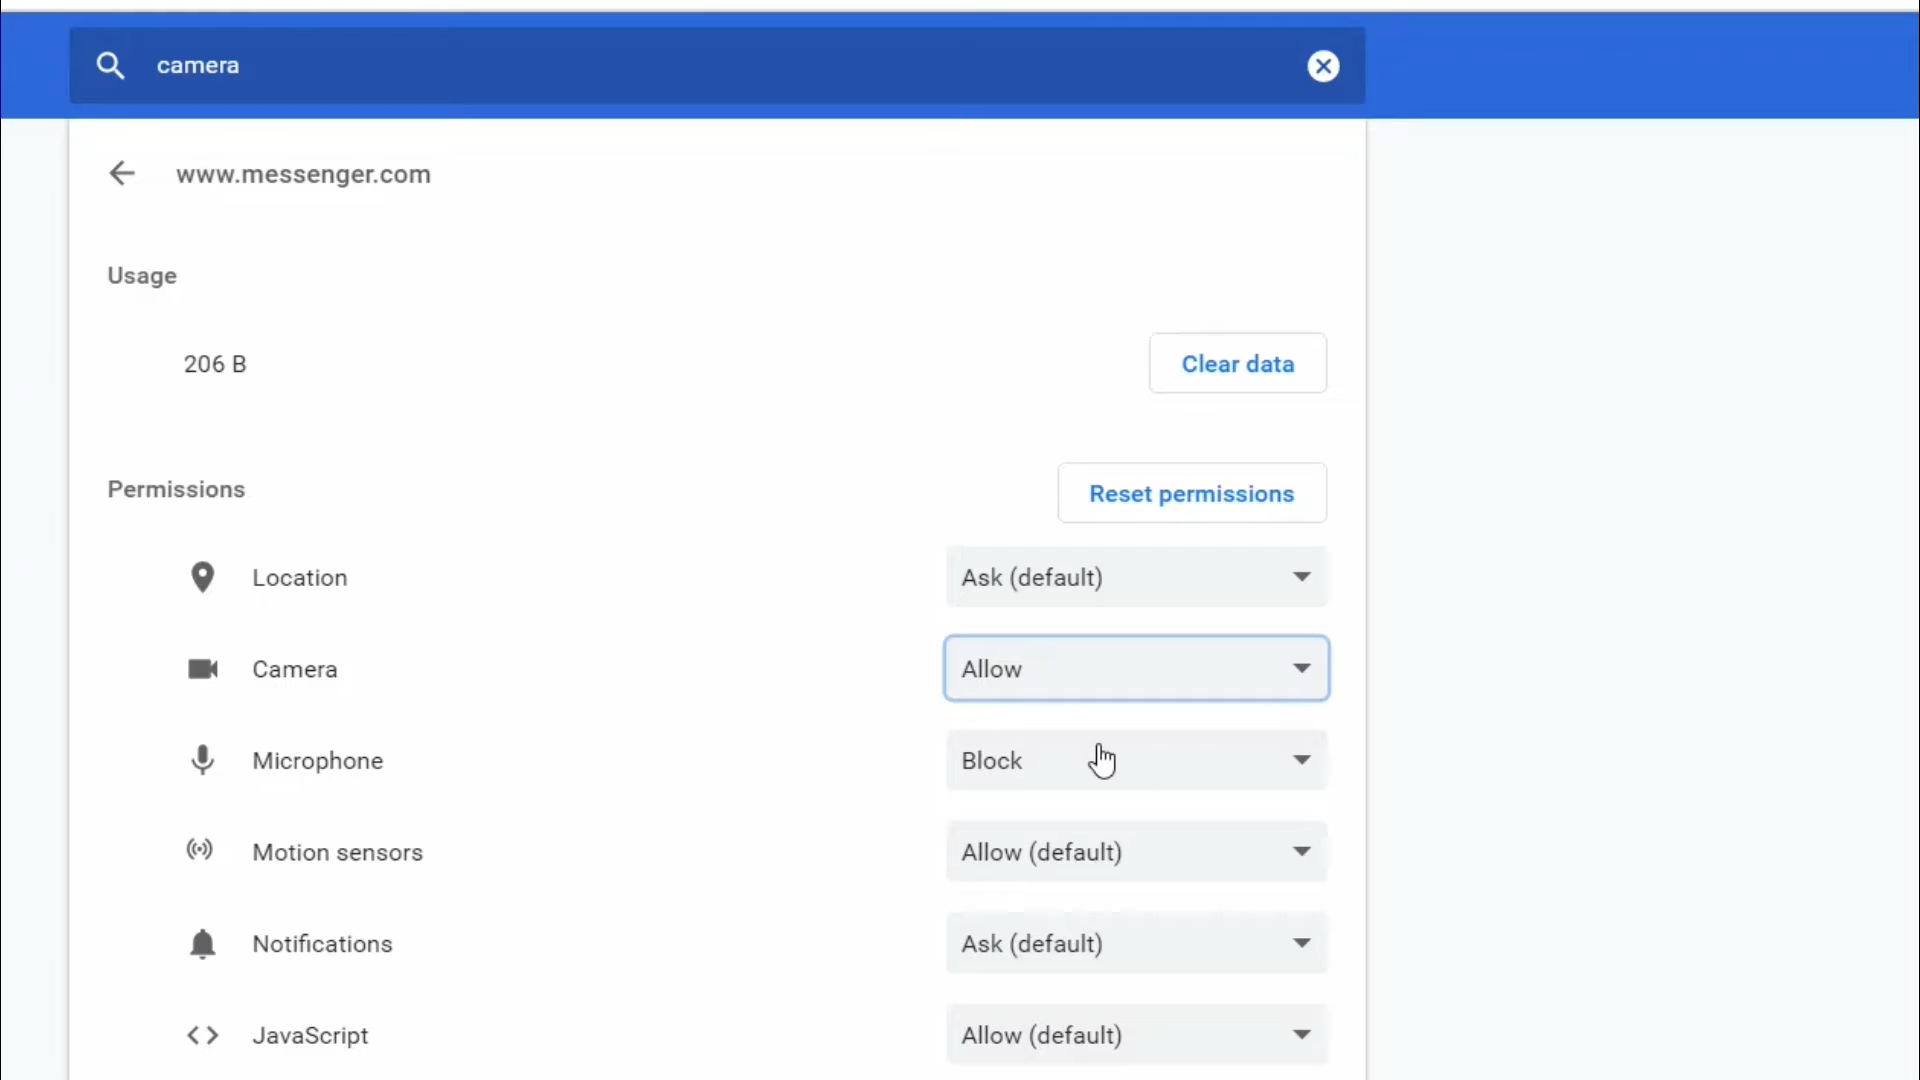 camera
www.messenger.com
Usage
206 B
Clear data
Permissions
Reset permissions
Location
Ask (default)
Camera
Allow
Microphone
Block
Motion sensors
Allow (default)
Notifications
Ask (default)
JavaScript
Allow (default)